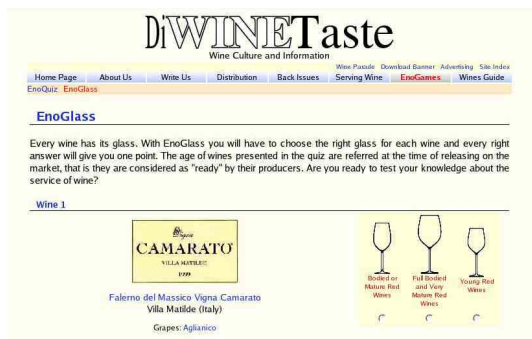 DiWINETaste
Wine Culture and Information
Wine Parade Download Banner Advertising Site Index
Home Page About Us Write Us Distribution Back Issues Serving Wine EnoGames Wines Guide
EnoQuiz EnoGlass
EnoGlass
Every wine has its glass. With EnoGlass you will have to choose the right glass for each wine and every right
answer will give you one point. The age of wines presented in the quiz are referred at the time of releasing on the
market, that is they are considered as "ready" by their producers. Are you ready to test your knowledge about the
service of wine?
Wine 1
Vigna
CAMARATO
VILLA MATILDE
1999
Falerno del Massico Vigna Camarato
Villa Matilde (Italy)
Grapes: Aglianico
Bodied or
Mature Red
Wines
Full Bodied
and Very
Mature Red
Wines
Young Red
Wines